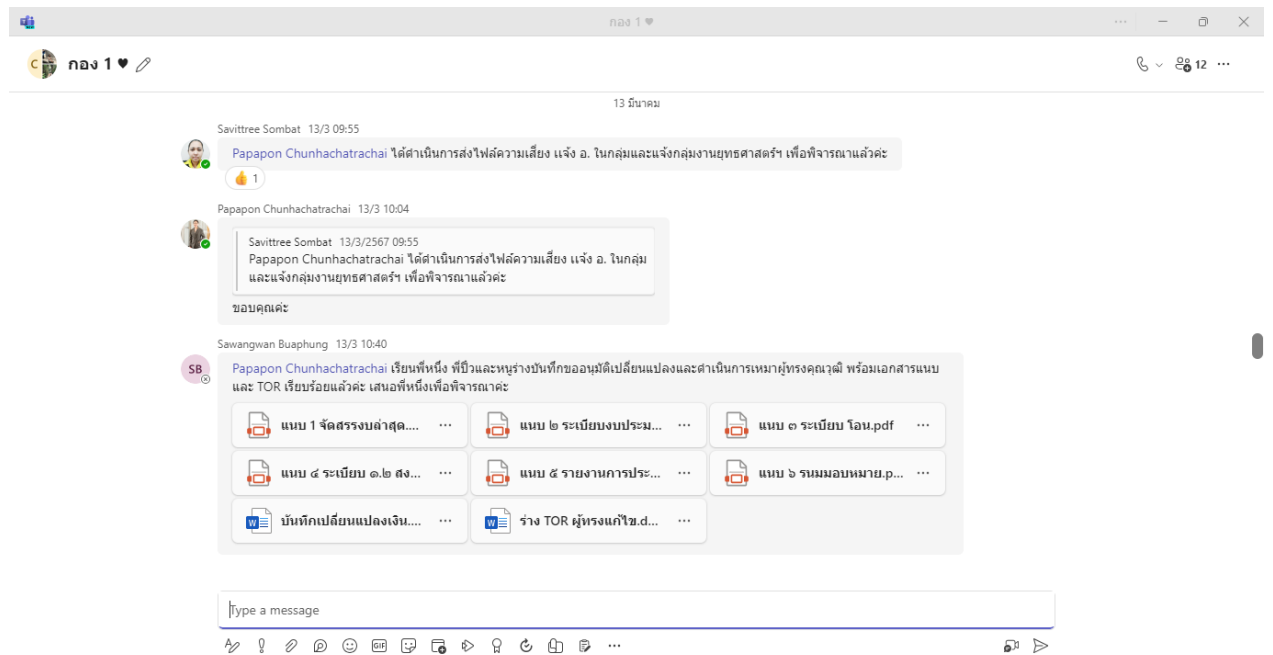 กอง 1 ♥
กอง 1 ♥
12
13 มีนาคม
Savittree Sombat 13/3 09:55
Papapon Chunhachatrachai ได้ดำเนินการส่งไฟล์ความเสี่ยง แจ้ง อ. ในกลุ่มและแจ้งกลุ่มงานยุทธศาสตร์ฯ เพื่อพิจารณาแล้วค่ะ
👍 1
Papapon Chunhachatrachai 13/3 10:04
Savittree Sombat 13/3/2567 09:55
Papapon Chunhachatrachai ได้ดำเนินการส่งไฟล์ความเสี่ยง แจ้ง อ. ในกลุ่ม
และแจ้งกลุ่มงานยุทธศาสตร์ฯ เพื่อพิจารณาแล้วค่ะ
ขอบคุณค่ะ
Sawangwan Buaphung 13/3 10:40
SB
Papapon Chunhachatrachai เรียนพี่หนึ่ง พี่ปิ๋วและหนูร่างบันทึกขออนุมัติเปลี่ยนแปลงและดำเนินการเหมาผู้ทรงคุณวุฒิ พร้อมเอกสารแนบ
และ TOR เรียบร้อยแล้วค่ะ เสนอพี่หนึ่งเพื่อพิจารณาค่ะ
แนบ 1 จัดสรรงบล่าสุด.... แนบ ๒ ระเบียบงบประม... แนบ ๓ ระเบียบ โอน.pdf
แนบ ๔ ระเบียบ ๑.๒ สง... แนบ ๕ รายงานการประ... แนบ ๖ รนมมอบหมาย.p...
บันทึกเปลี่ยนแปลงเงิน.... ร่าง TOR ผู้ทรงแก้ไข.d...
Type a message
GIF